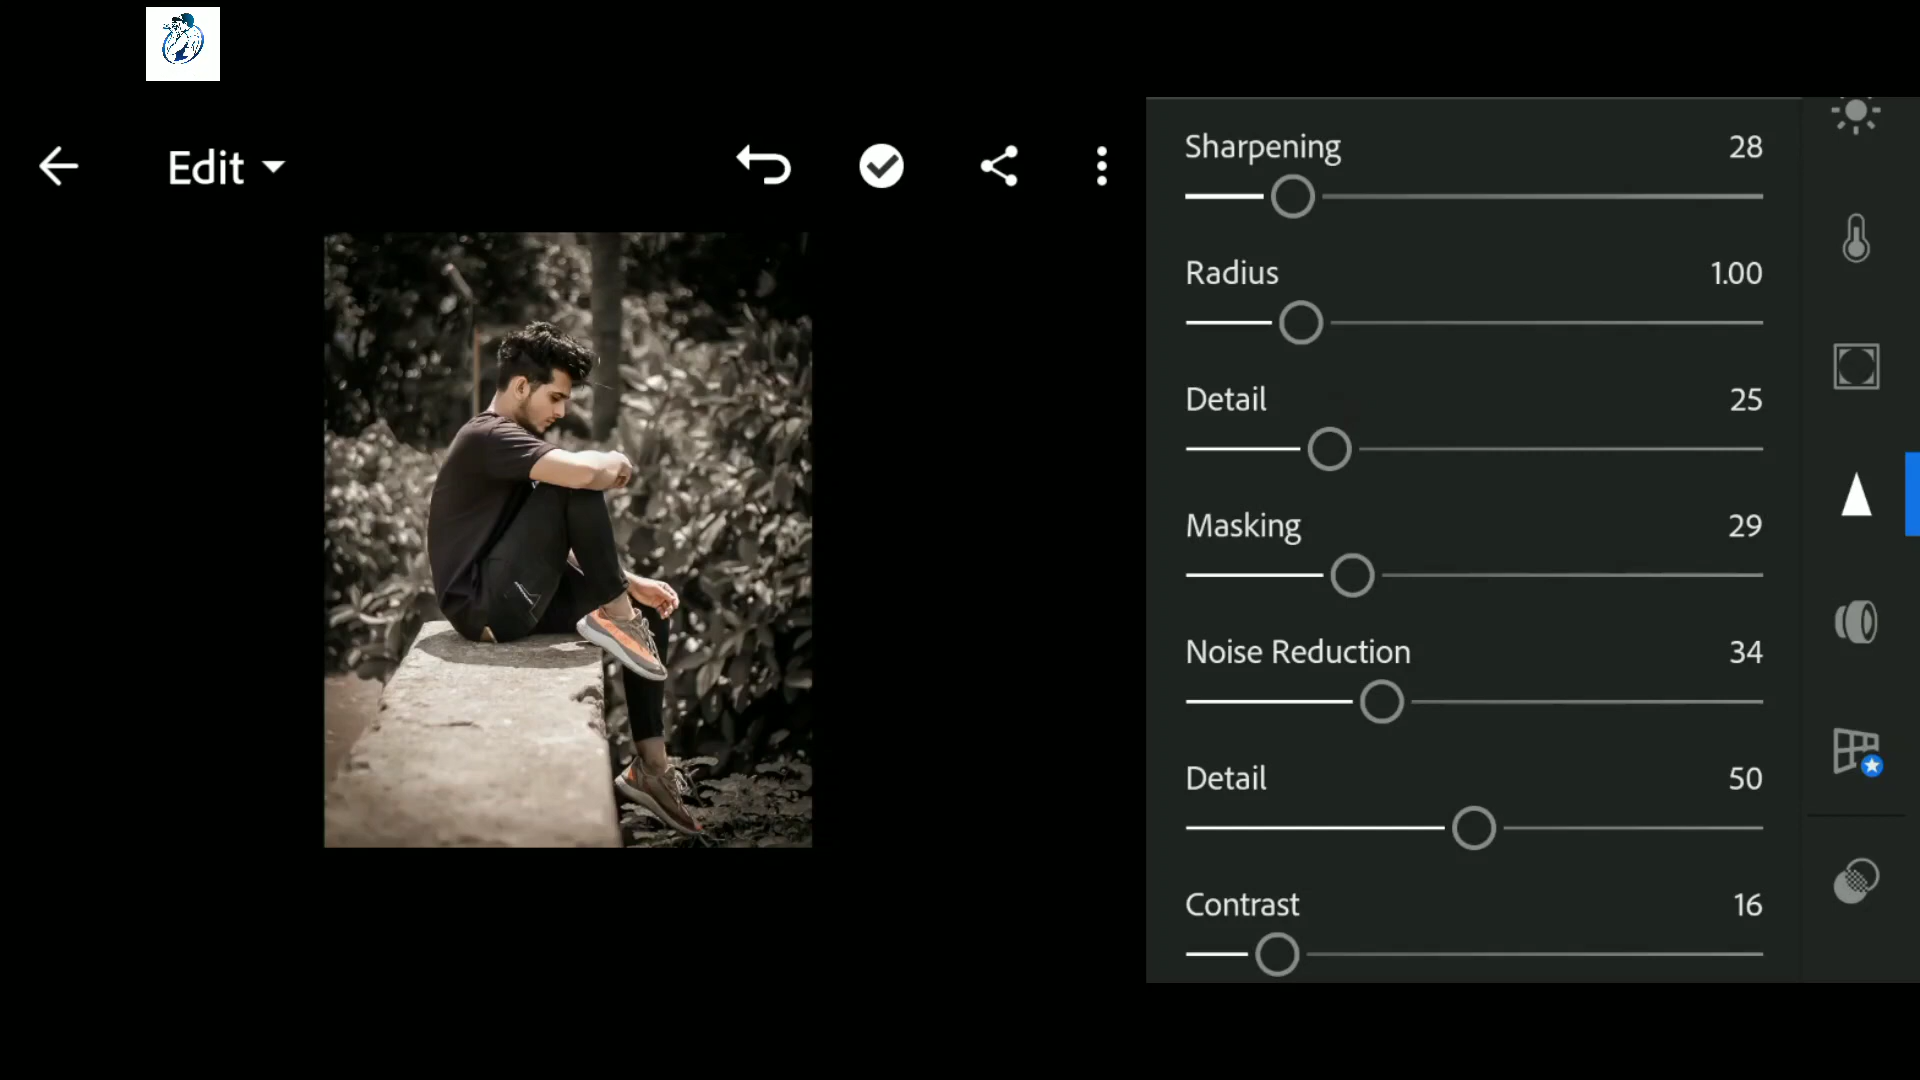 Edit
Sharpening 28
Radius 1.00
Detail 25
Masking 29
Noise Reduction 34
Detail 50
Contrast 16